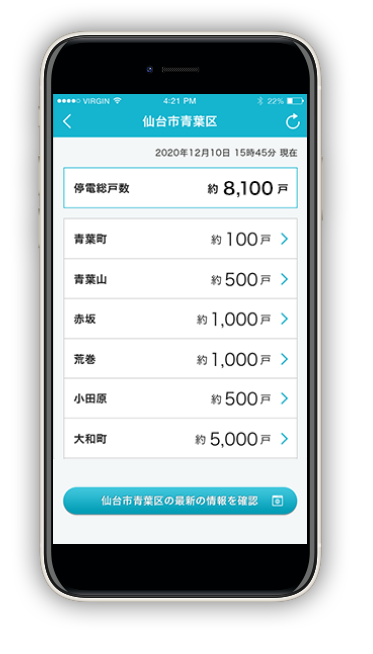 VIRGIN 4:21 PM 22%
仙台市青葉区
2020年12月10日 15時45分 現在
停電総戸数 約 8,100 戸
青葉町 約 100 戸
青葉山 約 500 戸
赤坂 約 1,000 戸
荒巻 約 1,000 戸
小田原 約 500 戸
大和町 約 5,000 戸
仙台市青葉区の最新の情報を確認